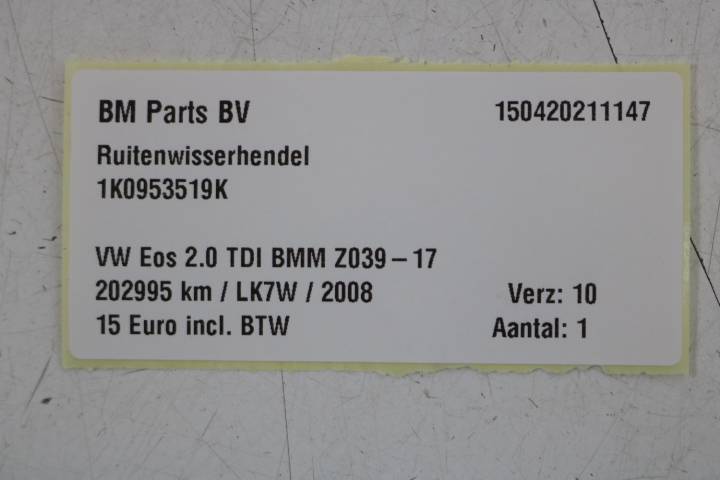 BM Parts BV 150420211147
Ruitenwisserhendel
1K0953519K
VW Eos 2.0 TDI BMM Z039 – 17
202995 km / LK7W / 2008 Verz: 10
15 Euro incl. BTW Aantal: 1